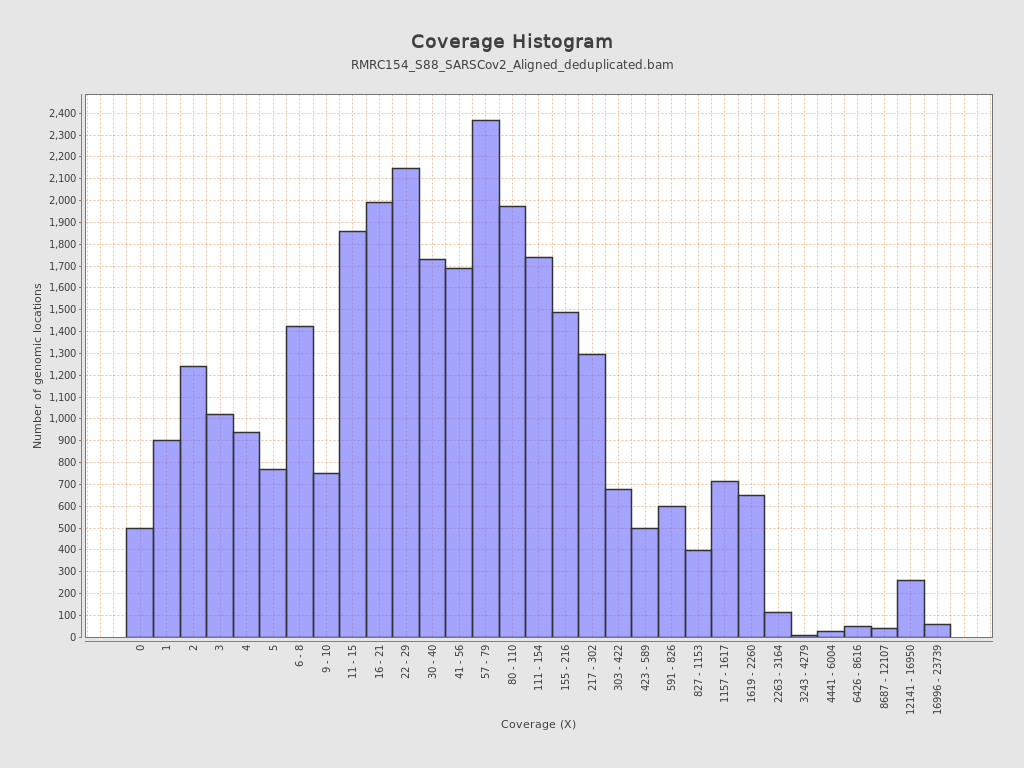 Coverage Histogram
RMRC154_S88_SARSCov2_Aligned_deduplicated.bam
Number of genomic locations
2,400
2,300
2,200
2,100
2,000
1,900
1,800
1,700
1,600
1,500
1,400
1,300
1,200
1,100
1,000
900
800
700
600
500
400
300
200
100
0
0
1
2
3
4
5
6 - 8
9 - 10
11 - 15
16 - 21
22 - 29
30 - 40
41 - 56
57 - 79
80 - 110
111 - 154
155 - 216
217 - 302
303 - 422
423 - 589
591 - 826
827 - 1153
1157 - 1617
1619 - 2260
2263 - 3164
3243 - 4279
4441 - 6004
6426 - 8616
8687 - 12107
12141 - 16950
16996 - 23739
Coverage (X)